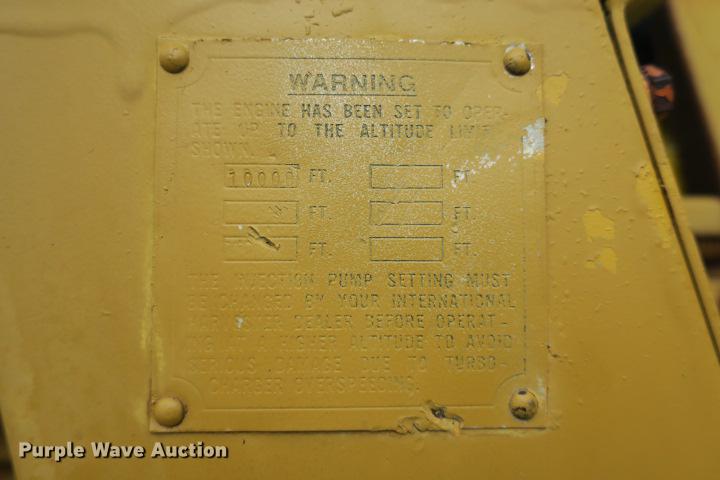 WARNING
THE ENGINE HAS BEEN SET TO OPER-
ATE UP TO THE ALTITUDE LIMIT
SHOWN.
10000 FT. FT.
FT. FT.
FT. FT.
THE INJECTION PUMP SETTING MUST
BE CHANGED BY YOUR INTERNATIONAL
HARVESTER DEALER BEFORE OPERAT-
ING AT A HIGHER ALTITUDE TO AVOID
DAMAGE DUE TO TURBO-
CHARGER OVERSPEEDING.
Purple Wave Auction